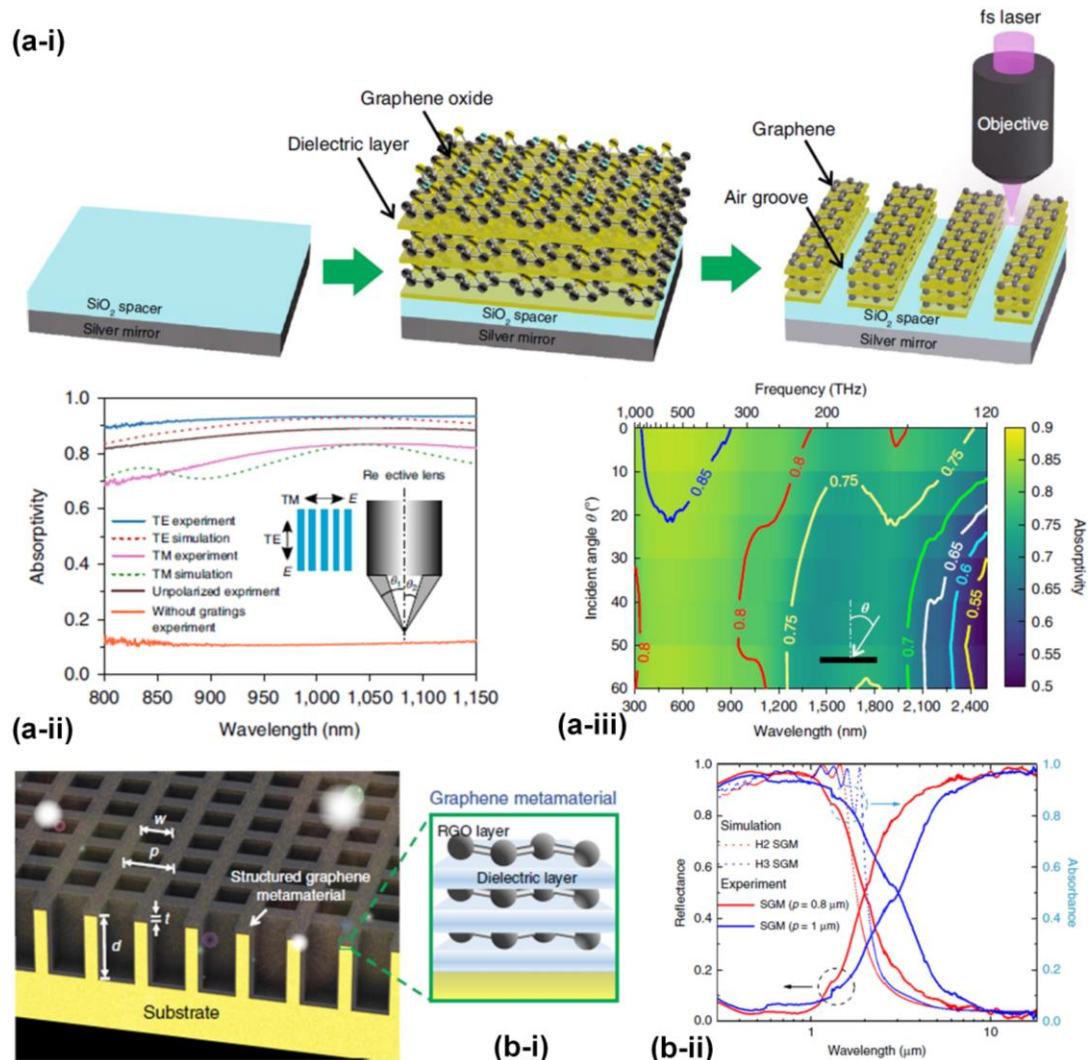 (a-i)
fs laser
Objective
Graphene oxide
Dielectric layer
Graphene
Air groove
SiO2 spacer
Silver mirror
SiO2 spacer
Silver mirror
SiO2 spacer
Silver mirror
1.0
0.8
0.6
0.4
0.2
0.0
Absorptivity
800 850 900 950 1,000 1,050 1,100 1,150
Wavelength (nm)
TE experiment
TE simulation
TM experiment
TM simulation
Unpolarized expriment
Without gratings
experiment
TM E
TE
E
Re ective lens
θ1 θ2
(a-ii)
Frequency (THz)
1,000 500 300 200 120
0
10
20
30
40
50
60
Incident angle θ (°)
300 600 900 1,200 1,500 1,800 2,100 2,400
Wavelength (nm)
0.85
0.8
0.75
0.75
0.8
0.8
0.75
0.7
0.65
0.6
0.55
θ
0.9
0.85
0.8
0.75
0.7
0.65
0.6
0.55
0.5
Absorptivity
(a-iii)
w
p
t
d
Structured graphene
metamaterial
Substrate
Graphene metamaterial
RGO layer
Dielectric layer
(b-i)
1.0
0.8
0.6
0.4
0.2
0.0
Reflectance
Simulation
H2 SGM
H3 SGM
Experiment
SGM (p = 0.8 μm)
SGM (p = 1 μm)
1.0
0.8
0.6
0.4
0.2
0.0
Absorbance
1 10
Wavelength (μm)
(b-ii)